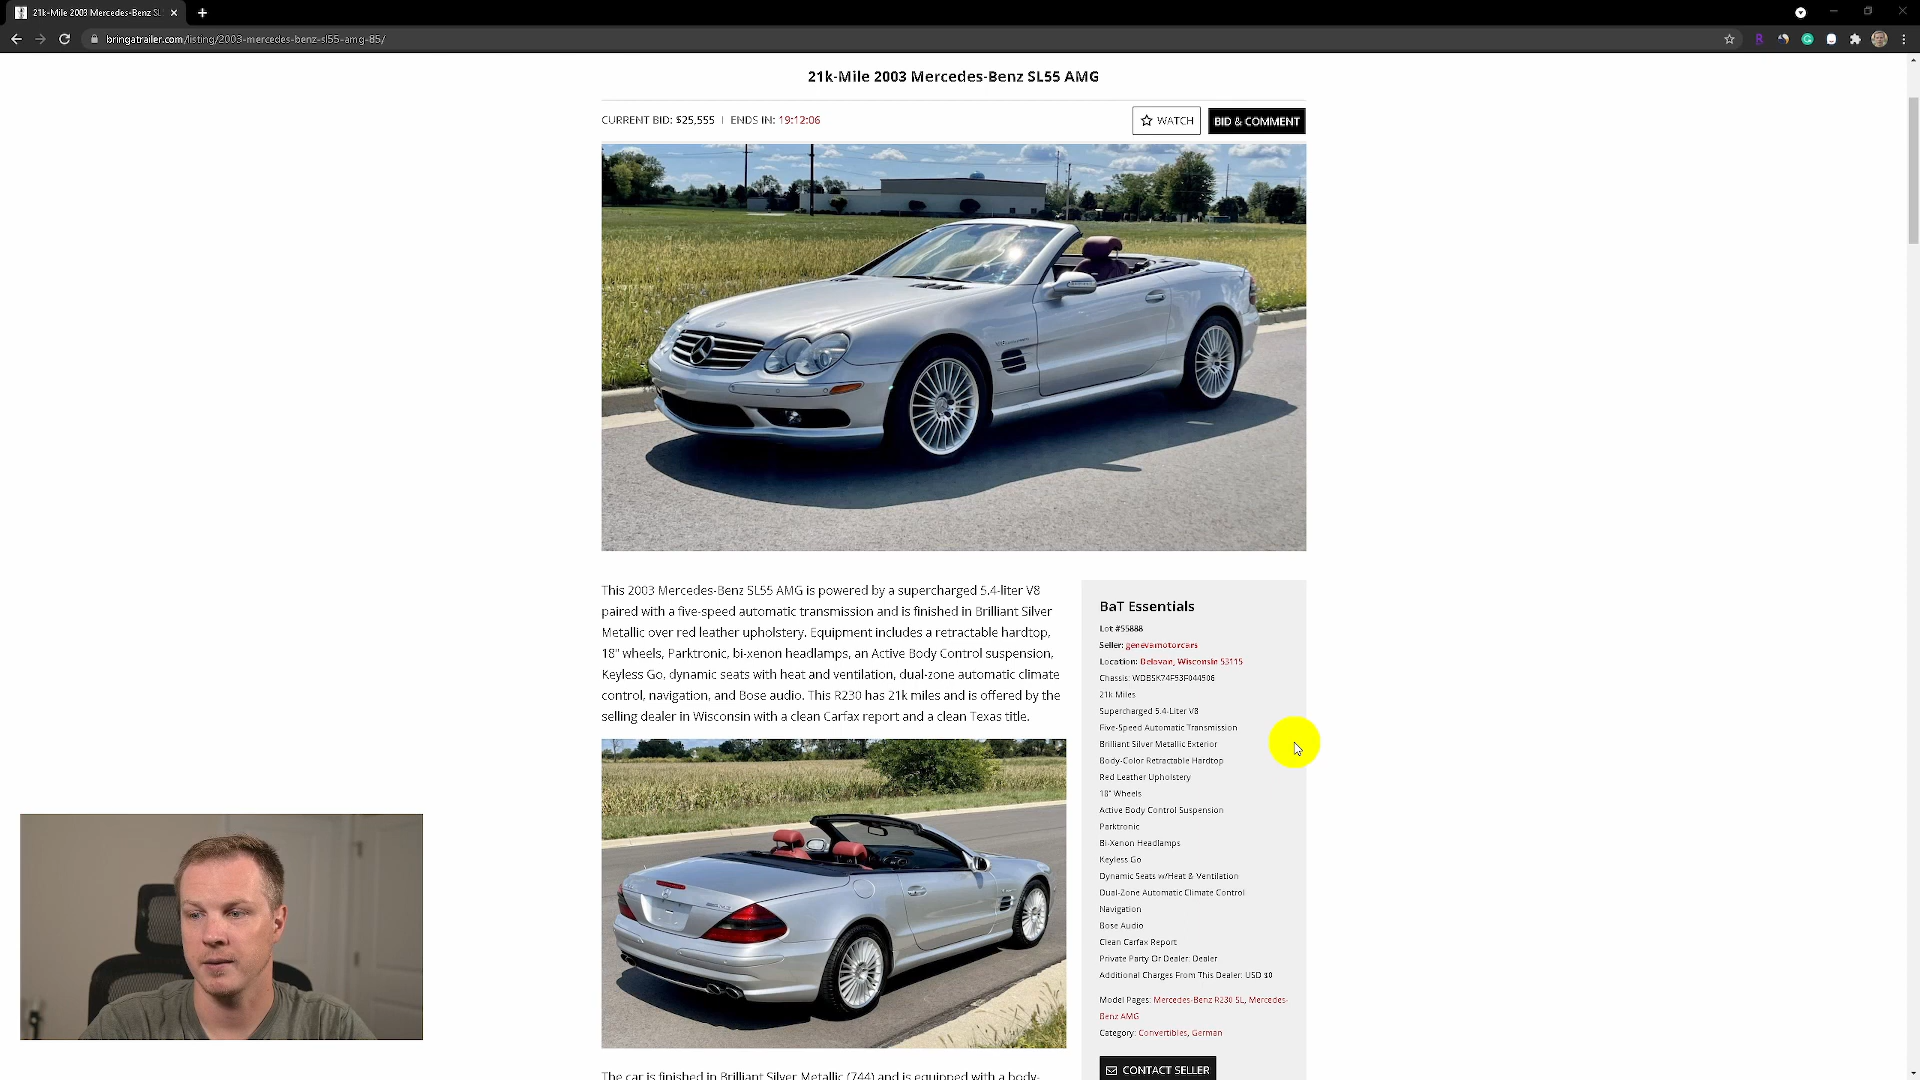 21k-Mile 2003 Mercedes-Benz SL
bringatrailer.com/listing/2003-mercedes-benz-sl55-amg-85/
21k-Mile 2003 Mercedes-Benz SL55 AMG
CURRENT BID: $25,555 | ENDS IN: 19:12:06
WATCH
BID & COMMENT
This 2003 Mercedes-Benz SL55 AMG is powered by a supercharged 5.4-liter V8
paired with a five-speed automatic transmission and is finished in Brilliant Silver
Metallic over red leather upholstery. Equipment includes a retractable hardtop,
18" wheels, Parktronic, bi-xenon headlamps, an Active Body Control suspension,
Keyless Go, dynamic seats with heat and ventilation, dual-zone automatic climate
control, navigation, and Bose audio. This R230 has 21k miles and is offered by the
selling dealer in Wisconsin with a clean Carfax report and a clean Texas title.
The car is finished in Brilliant Silver Metallic (744) and is equipped with a body-
BaT Essentials
Lot #55888
Seller: genevamotorcars
Location: Delavan, Wisconsin 53115
Chassis: WDBSK74F53F044506
21k Miles
Supercharged 5.4-Liter V8
Five-Speed Automatic Transmission
Brilliant Silver Metallic Exterior
Body-Color Retractable Hardtop
Red Leather Upholstery
18" Wheels
Active Body Control Suspension
Parktronic
Bi-Xenon Headlamps
Keyless Go
Dynamic Seats w/Heat & Ventilation
Dual-Zone Automatic Climate Control
Navigation
Bose Audio
Clean Carfax Report
Private Party Or Dealer: Dealer
Additional Charges From This Dealer: USD $0
Model Pages: Mercedes-Benz R230 SL, Mercedes-
Benz AMG
Category: Convertibles, German
CONTACT SELLER